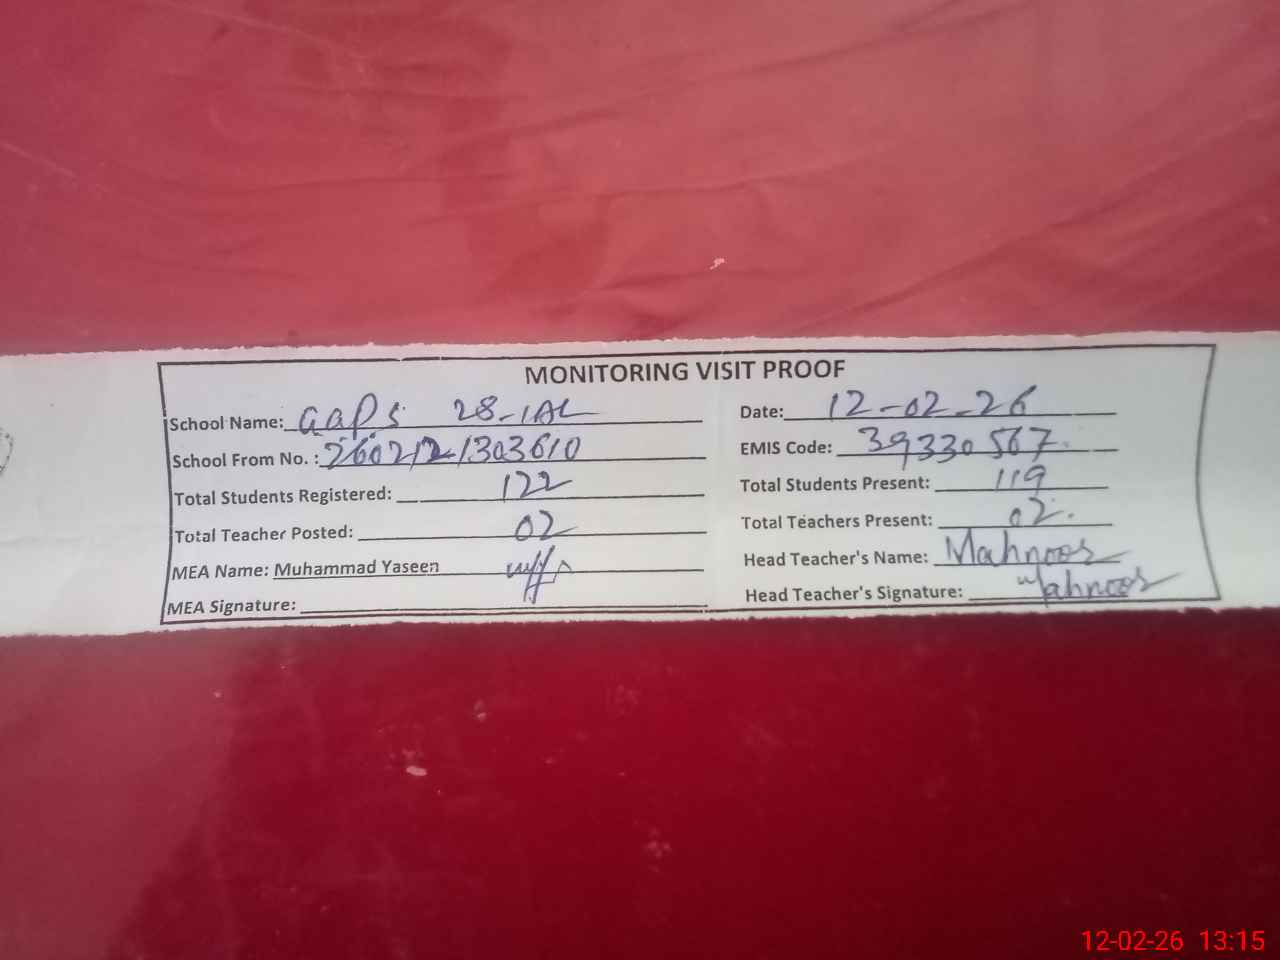 MONITORING VISIT PROOF
School Name: GGPS 28-1AL
Date: 12-02-26
School From No. : 260212-1303610
EMIS Code: 39330567
Total Students Registered: 122
Total Students Present: 119
Total Teacher Posted: 02
Total Teachers Present: 02
MEA Name: Muhammad Yaseen
Head Teacher's Name: Mahnoor
MEA Signature:
Head Teacher's Signature: Mahnoor
12-02-26 13:15